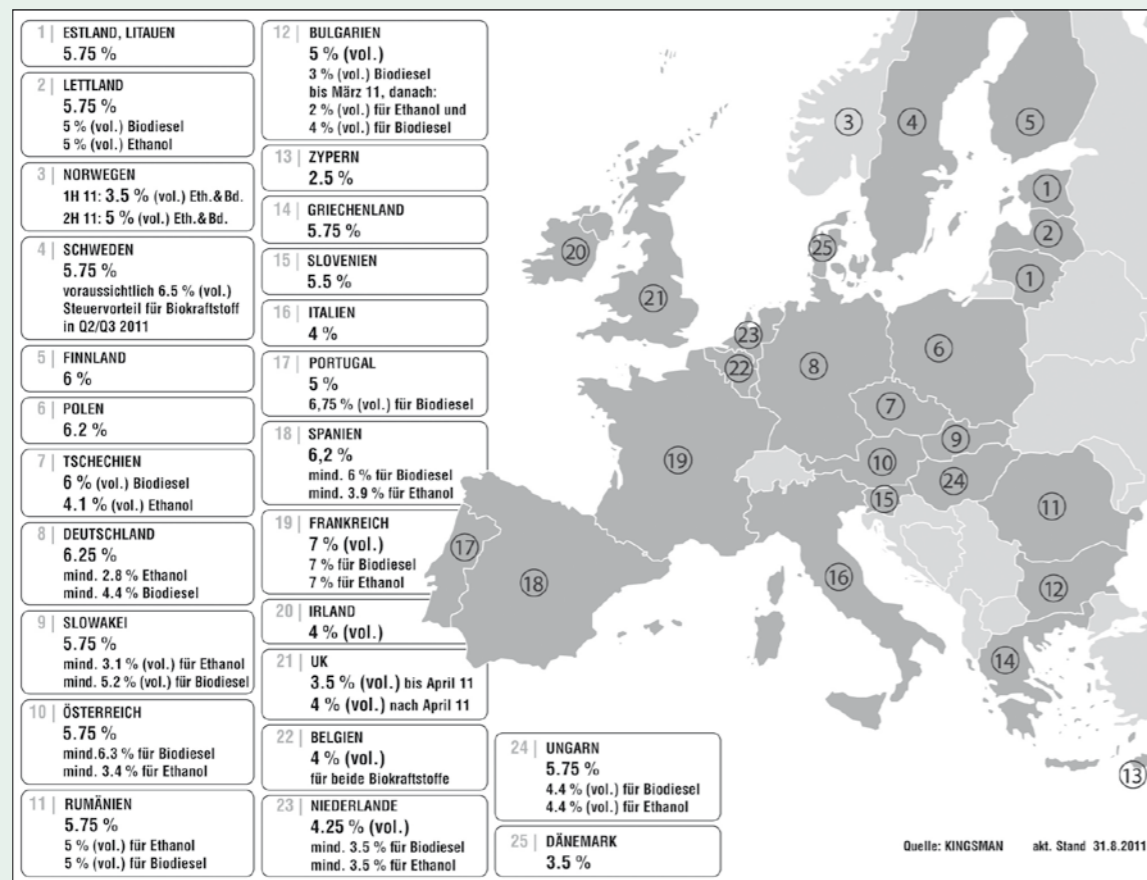 1 | ESTLAND, LITAUEN
5.75 %
2 | LETTLAND
5.75 %
5 % (vol.) Biodiesel
5 % (vol.) Ethanol
3 | NORWEGEN
1H 11: 3.5 % (vol.) Eth.& Bd.
2H 11: 5 % (vol.) Eth.& Bd.
4 | SCHWEDEN
5.75 %
voraussichtlich 6.5 % (vol.)
Steuervorteil für Biokraftstoff
in Q2/Q3 2011
5 | FINNLAND
6 %
6 | POLEN
6.2 %
7 | TSCHECHIEN
6 % (vol.) Biodiesel
4.1 % (vol.) Ethanol
8 | DEUTSCHLAND
6.25 %
mind. 2.8 % Ethanol
mind. 4.4 % Biodiesel
9 | SLOWAKEI
5.75 %
mind. 3.1 % (vol.) für Ethanol
mind. 5.2 % (vol.) für Biodiesel
10 | ÖSTERREICH
5.75 %
mind.6.3 % für Biodiesel
mind. 3.4 % für Ethanol
11 | RUMÄNIEN
5.75 %
5 % (vol.) für Ethanol
5 % (vol.) für Biodiesel
12 | BULGARIEN
5 % (vol.)
3 % (vol.) Biodiesel
bis März 11, danach:
2 % (vol.) für Ethanol und
4 % (vol.) für Biodiesel
13 | ZYPERN
2.5 %
14 | GRIECHENLAND
5.75 %
15 | SLOVENIEN
5.5 %
16 | ITALIEN
4 %
17 | PORTUGAL
5 %
6,75 % (vol.) für Biodiesel
18 | SPANIEN
6,2 %
mind. 6 % für Biodiesel
mind. 3.9 % für Ethanol
19 | FRANKREICH
7 % (vol.)
7 % für Biodiesel
7 % für Ethanol
20 | IRLAND
4 % (vol.)
21 | UK
3.5 % (vol.) bis April 11
4 % (vol.) nach April 11
22 | BELGIEN
4 % (vol.)
für beide Biokraftstoffe
23 | NIEDERLANDE
4.25 % (vol.)
mind. 3.5 % für Biodiesel
mind. 3.5 % für Ethanol
24 | UNGARN
5.75 %
4.4 % (vol.) für Biodiesel
4.4 % (vol.) für Ethanol
25 | DÄNEMARK
3.5 %
3
4
5
1
2
1
25
20
21
23
22
8
6
7
9
10
24
19
15
11
17
18
16
12
14
13
Quelle: KINGSMAN akt. Stand 31.8.2011